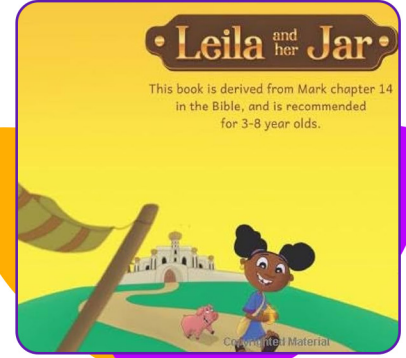 Leila and her Jar
This book is derived from Mark chapter 14
in the Bible, and is recommended
for 3-8 year olds.
Copyrighted Material